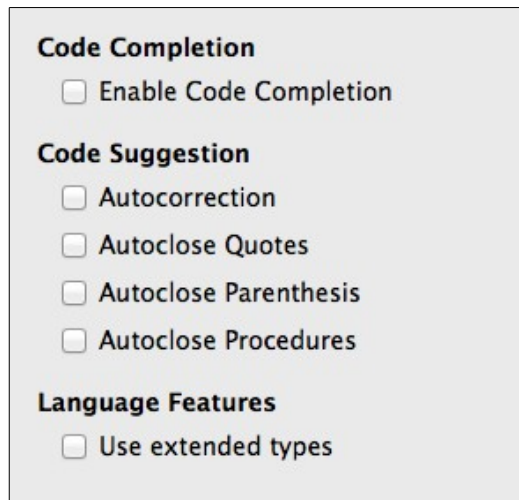 Code Completion
Enable Code Completion
Code Suggestion
Autocorrection
Autoclose Quotes
Autoclose Parenthesis
Autoclose Procedures
Language Features
Use extended types